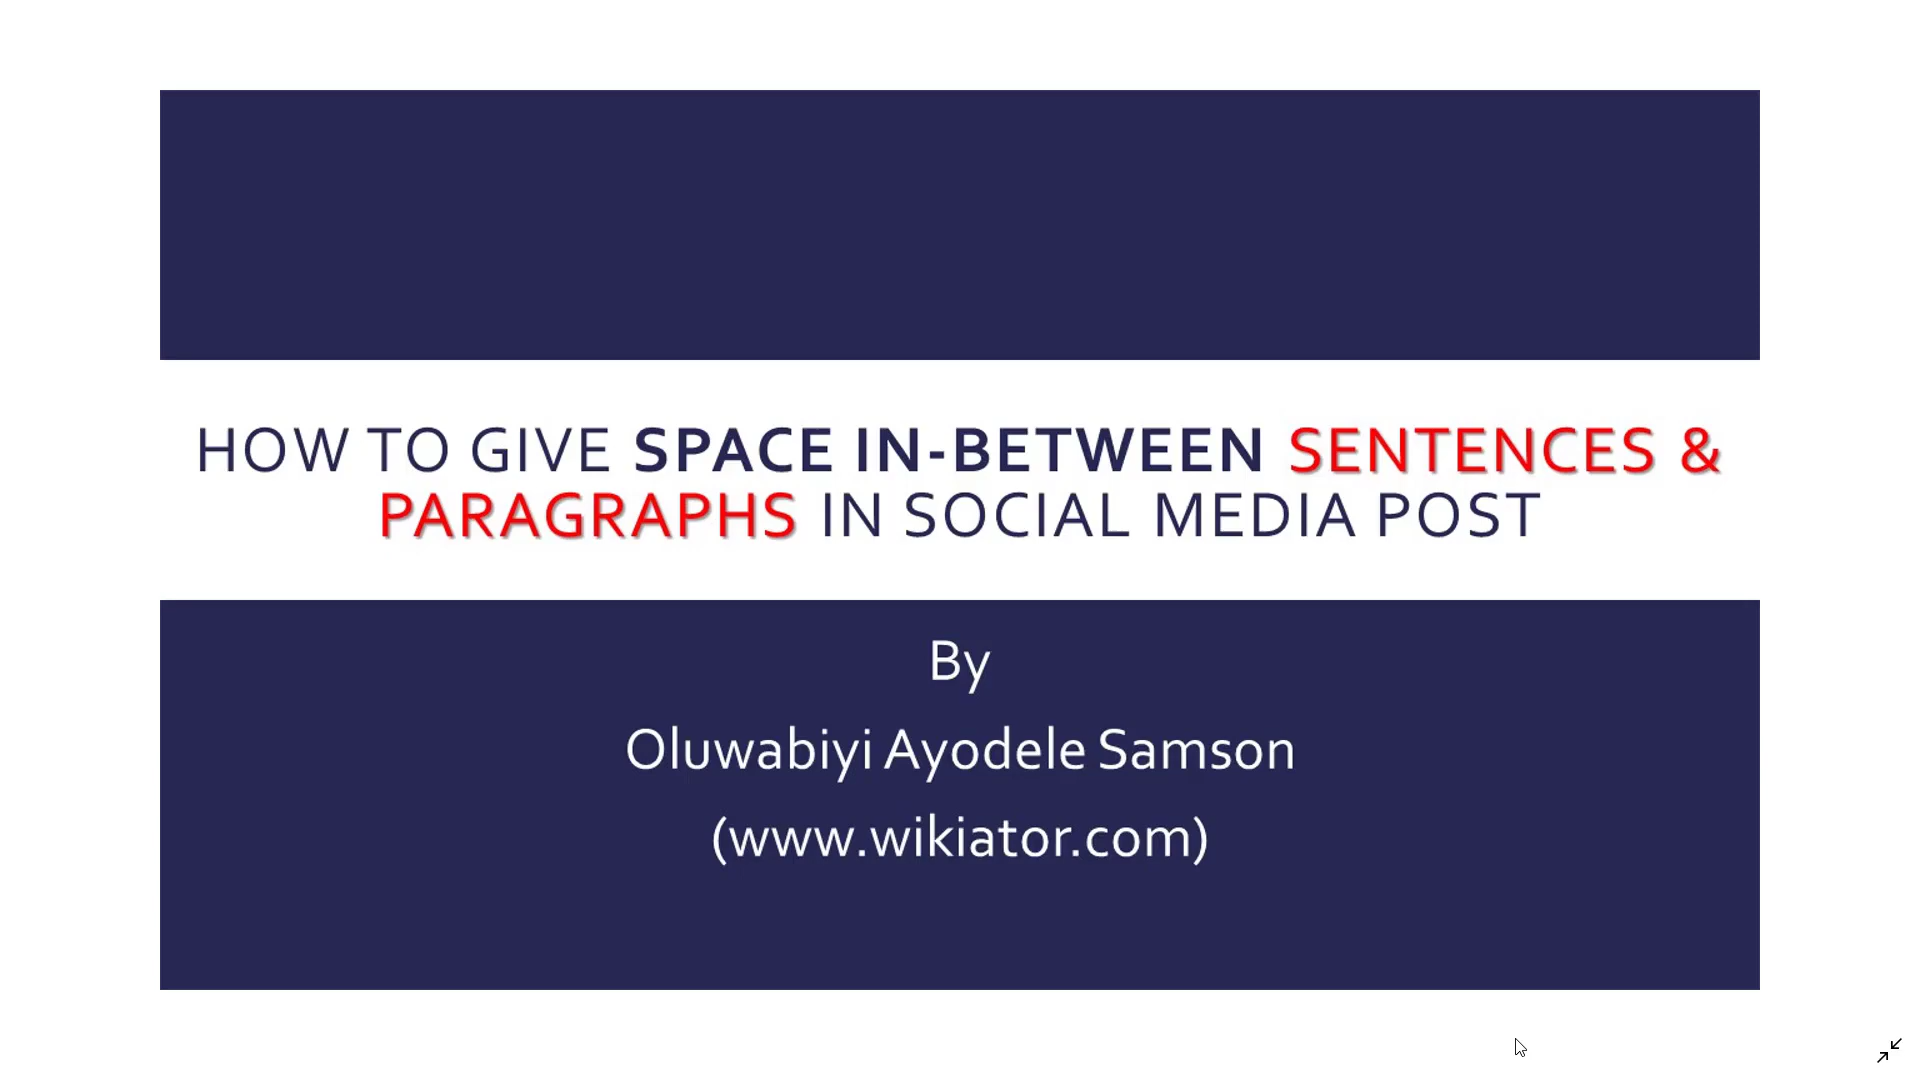 HOW TO GIVE SPACE IN-BETWEEN SENTENCES &
PARAGRAPHS IN SOCIAL MEDIA POST
By
Oluwabiyi Ayodele Samson
(www.wikiator.com)